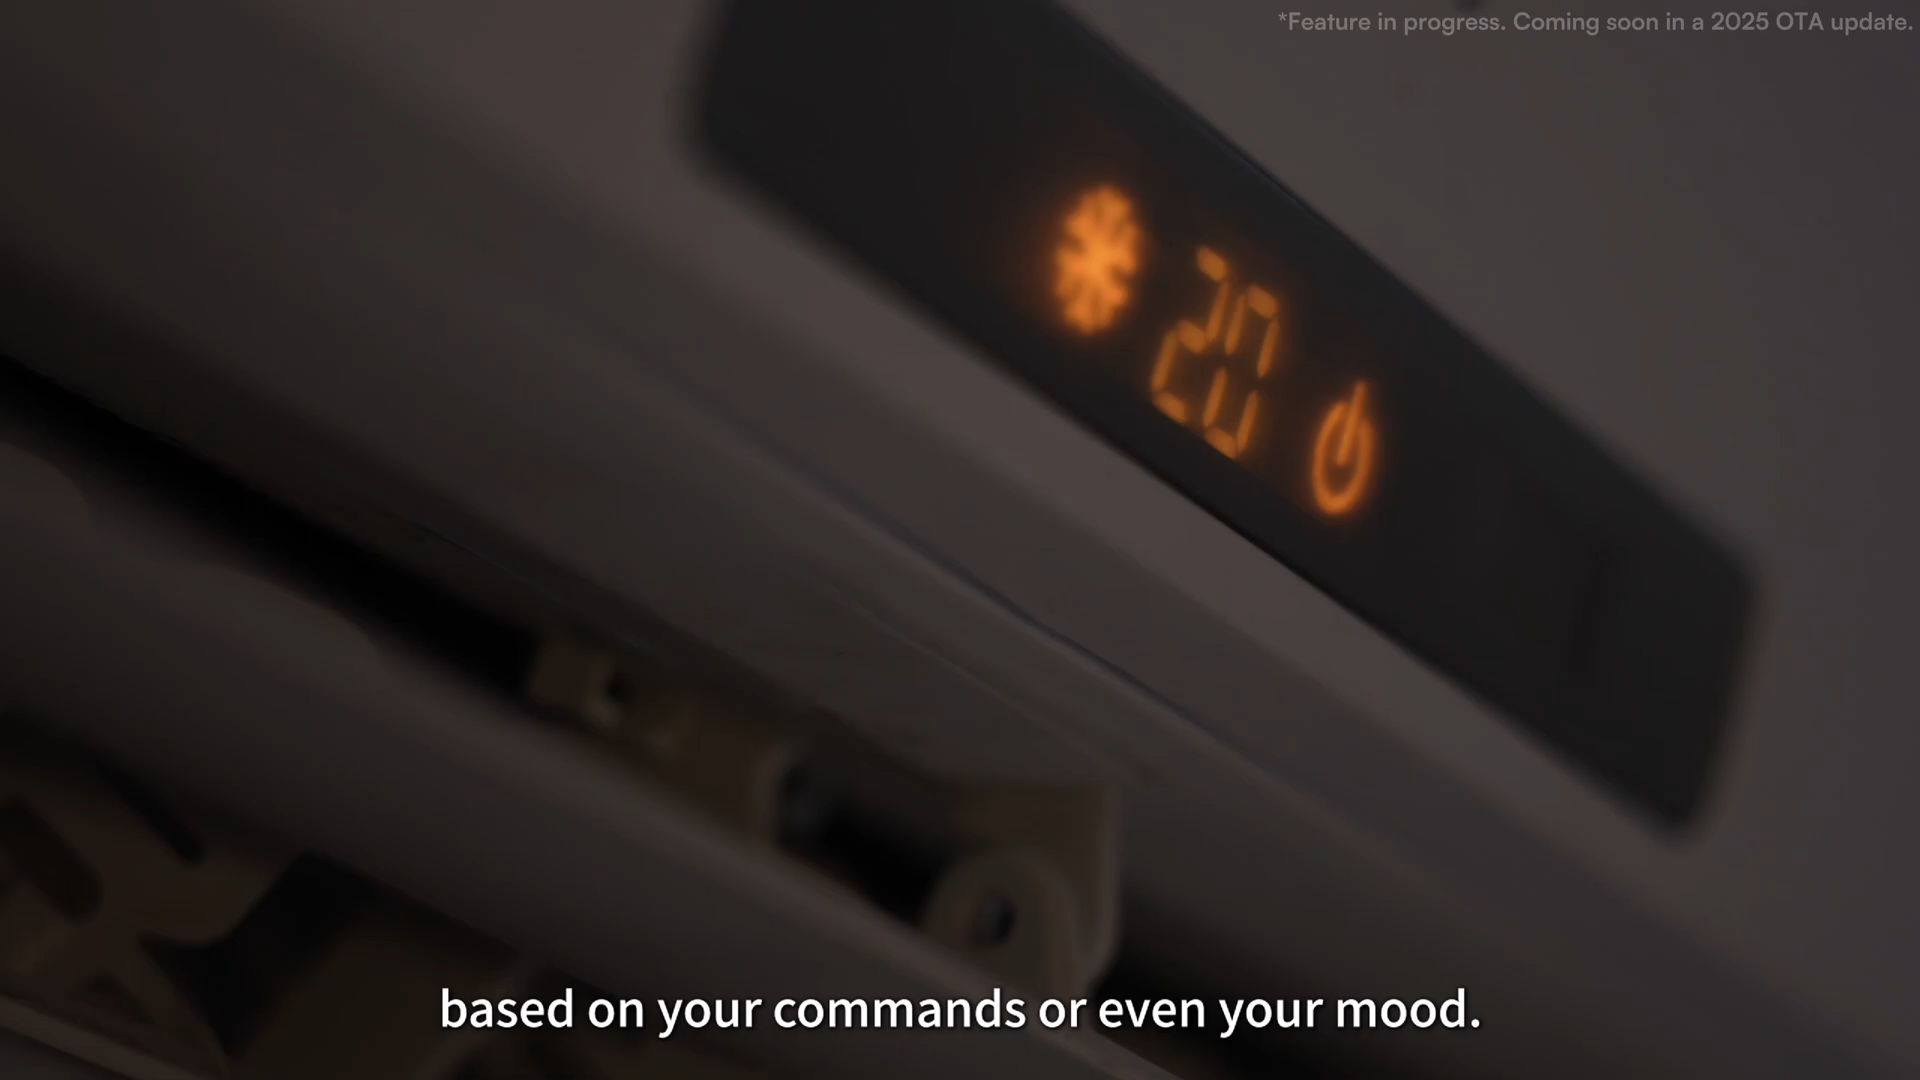 *Feature in progress. Coming soon in a 2025 OTA update.
20
based on your commands or even your mood.